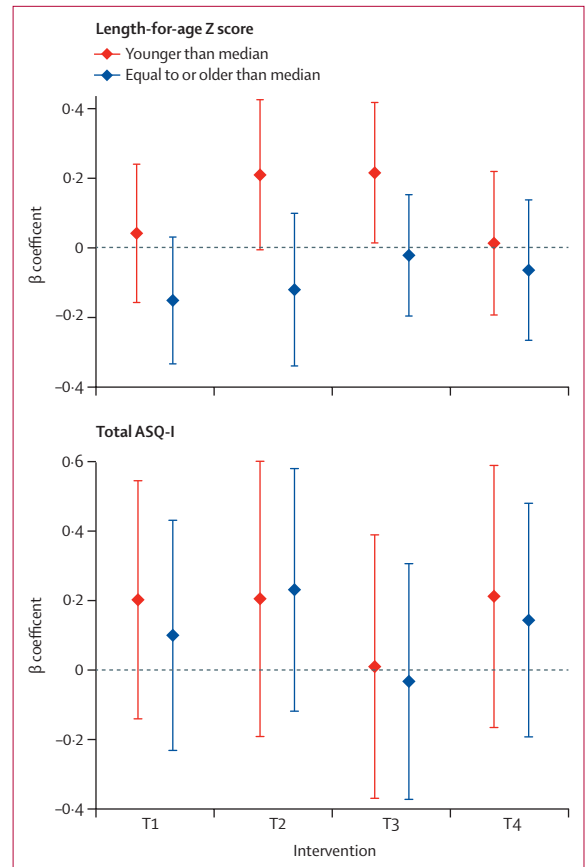 Length-for-age Z score
Younger than median
Equal to or older than median
0·4
0·2
0
–0·2
–0·4
β coefficent
Total ASQ-I
0·6
0·4
0·2
0
–0·2
–0·4
β coefficent
T1 T2 T3 T4
Intervention